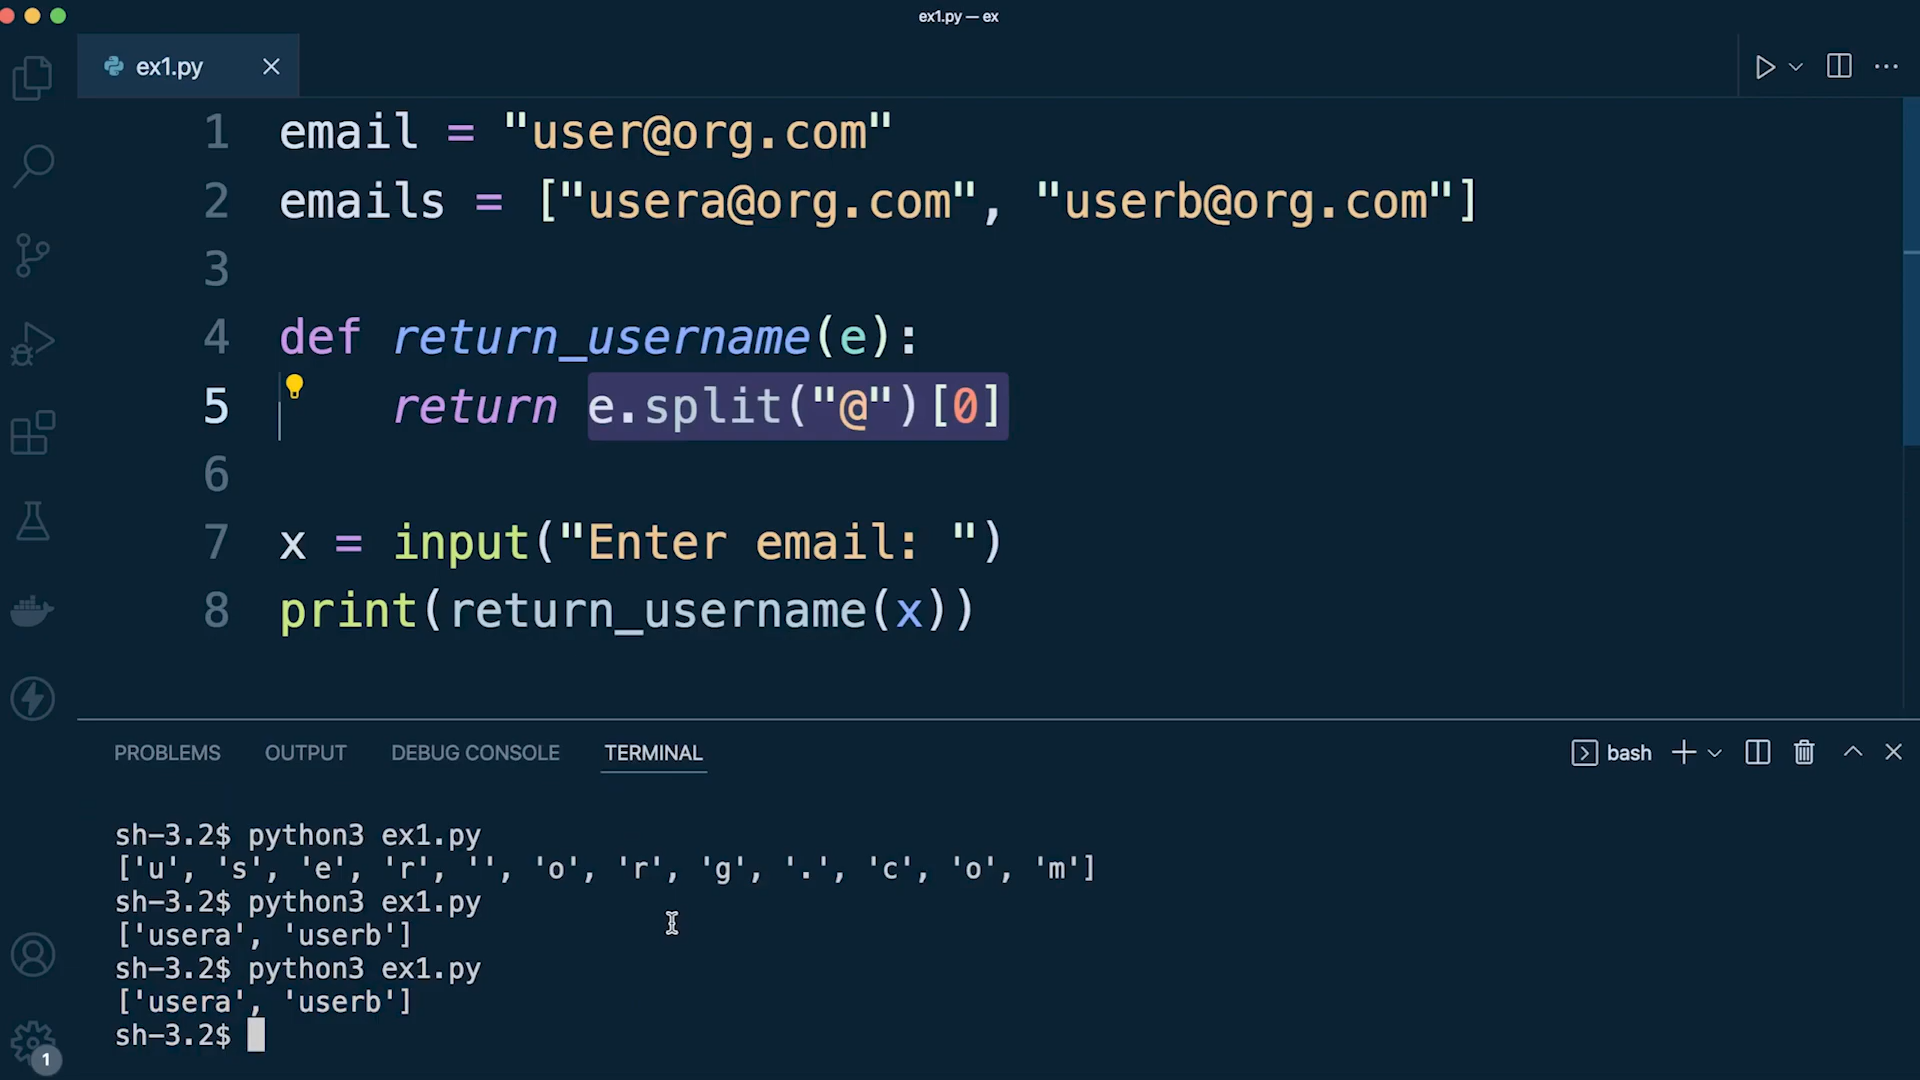 ex1.py — ex
ex1.py
1 email = "user@org.com"
2 emails = ["usera@org.com", "userb@org.com"]
3
4 def return_username(e):
5     return e.split("@")[0]
6
7 x = input("Enter email: ")
8 print(return_username(x))
PROBLEMS OUTPUT DEBUG CONSOLE TERMINAL bash
sh-3.2$ python3 ex1.py
['u', 's', 'e', 'r', '', 'o', 'r', 'g', '.', 'c', 'o', 'm']
sh-3.2$ python3 ex1.py
['usera', 'userb']
sh-3.2$ python3 ex1.py
['usera', 'userb']
sh-3.2$
1